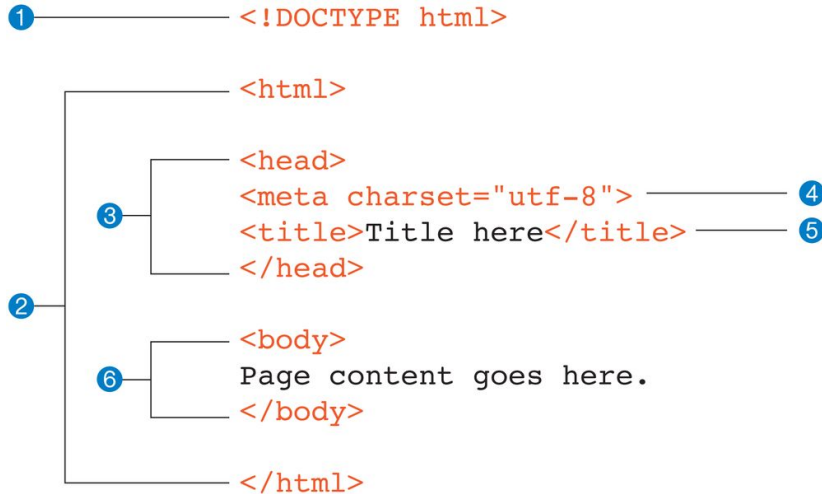 1 <!DOCTYPE html>
<html>
<head>
<meta charset="utf-8"> 4
3
<title>Title here</title> 5
</head>
2
<body>
6 Page content goes here.
</body>
</html>